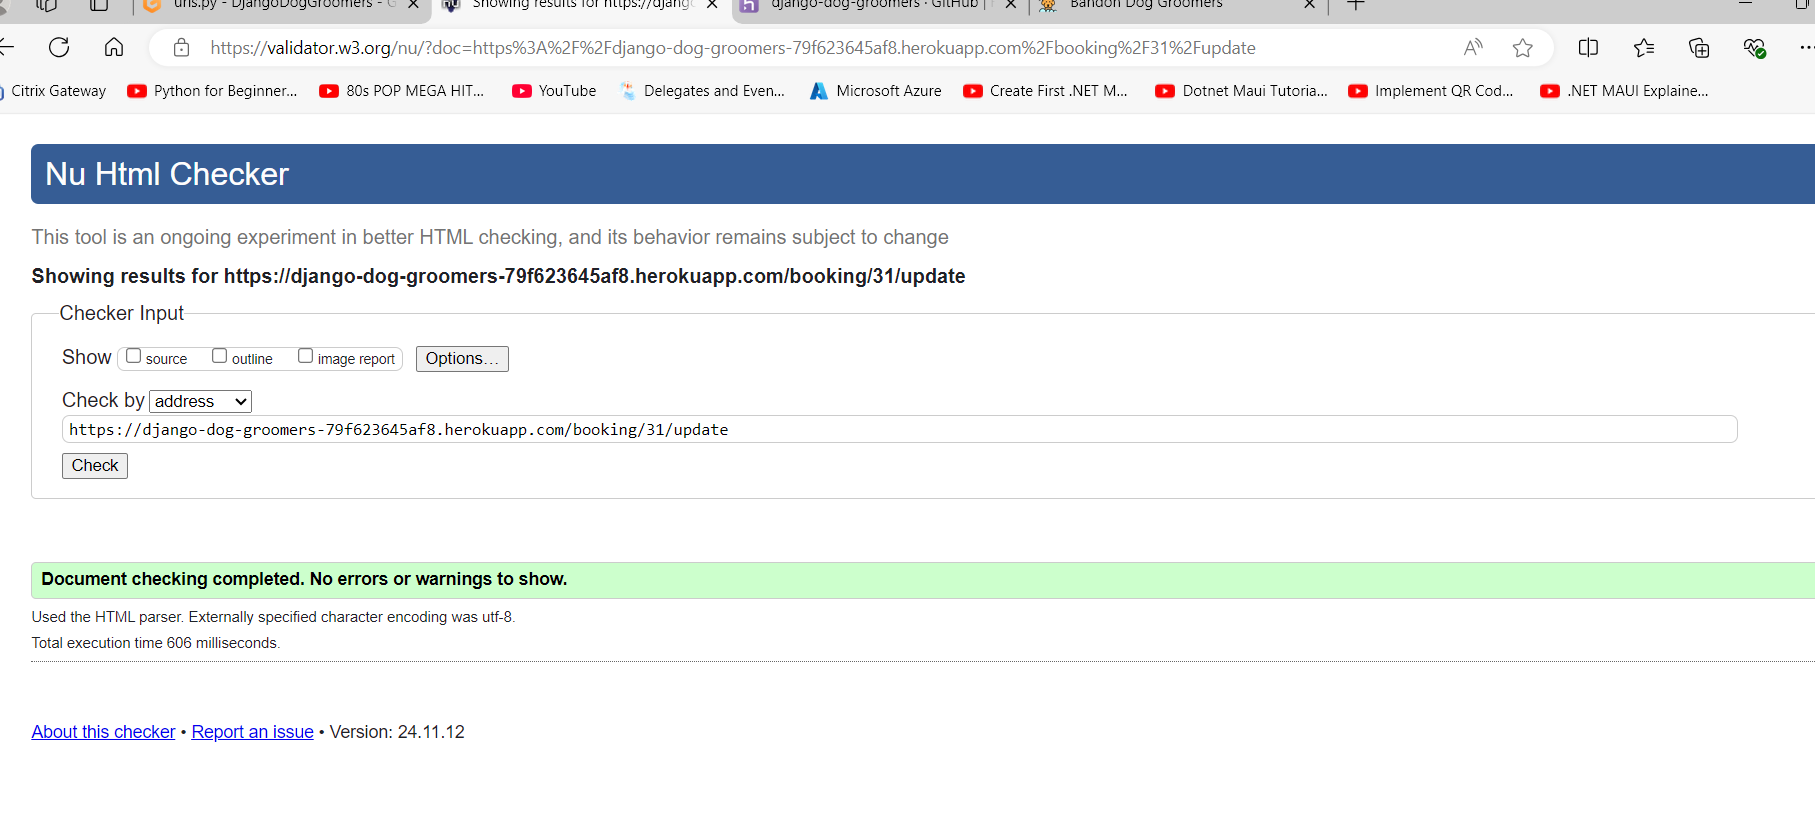 urls.py - DjangoDogGroomers - G
Showing results for https://djang
django-dog-groomers · GitHub |
Bandon Dog Groomers
https://validator.w3.org/nu/?doc=https%3A%2F%2Fdjango-dog-groomers-79f623645af8.herokuapp.com%2Fbooking%2F31%2Fupdate
Citrix Gateway
Python for Beginner...
80s POP MEGA HIT...
YouTube
Delegates and Even...
Microsoft Azure
Create First .NET M...
Dotnet Maui Tutoria...
Implement QR Cod...
.NET MAUI Explaine...
Nu Html Checker
This tool is an ongoing experiment in better HTML checking, and its behavior remains subject to change
Showing results for https://django-dog-groomers-79f623645af8.herokuapp.com/booking/31/update
Checker Input
Show source outline image report Options...
Check by address
https://django-dog-groomers-79f623645af8.herokuapp.com/booking/31/update
Check
Document checking completed. No errors or warnings to show.
Used the HTML parser. Externally specified character encoding was utf-8.
Total execution time 606 milliseconds.
About this checker • Report an issue • Version: 24.11.12